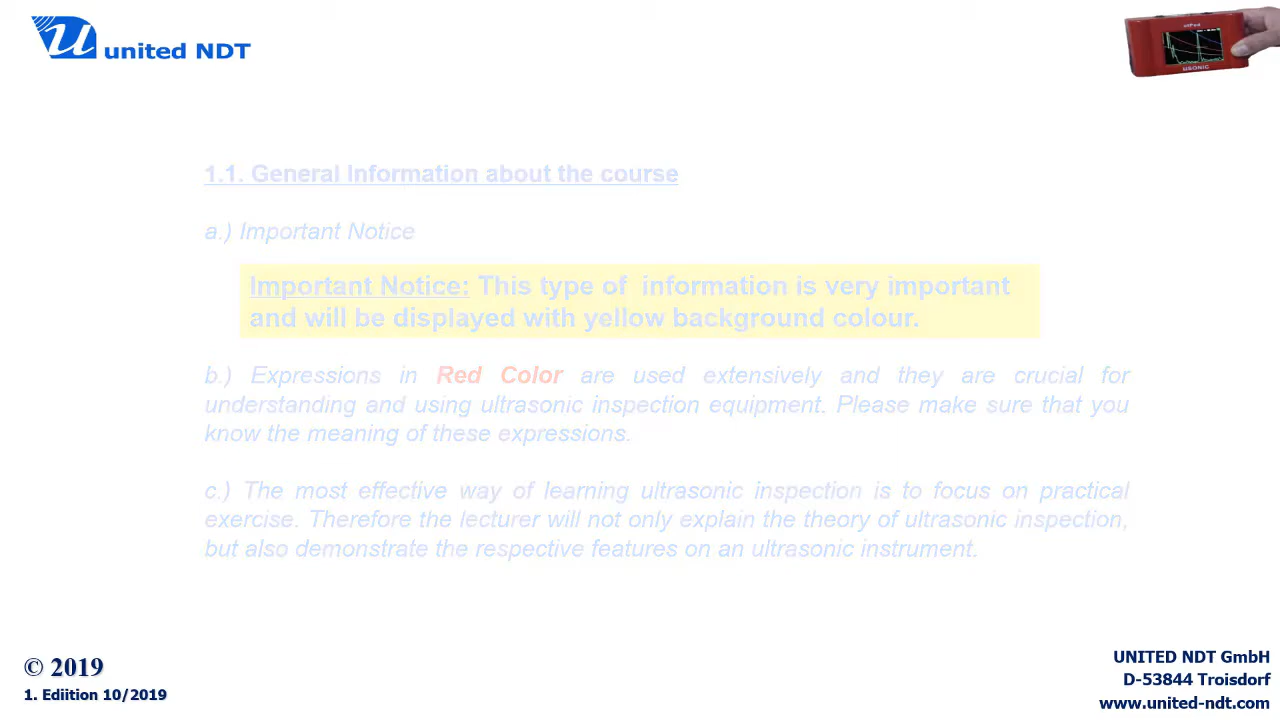 united NDT
UTPod
USONIC
1.1. General Information about the course
a.) Important Notice
Important Notice: This type of information is very important
and will be displayed with yellow background colour.
b.) Expressions in Red Color are used extensively and they are crucial for
understanding and using ultrasonic inspection equipment. Please make sure that you
know the meaning of these expressions.
c.) The most effective way of learning ultrasonic inspection is to focus on practical
exercise. Therefore the lecturer will not only explain the theory of ultrasonic inspection,
but also demonstrate the respective features on an ultrasonic instrument.
© 2019
1. Ediition 10/2019
UNITED NDT GmbH
D-53844 Troisdorf
www.united-ndt.com